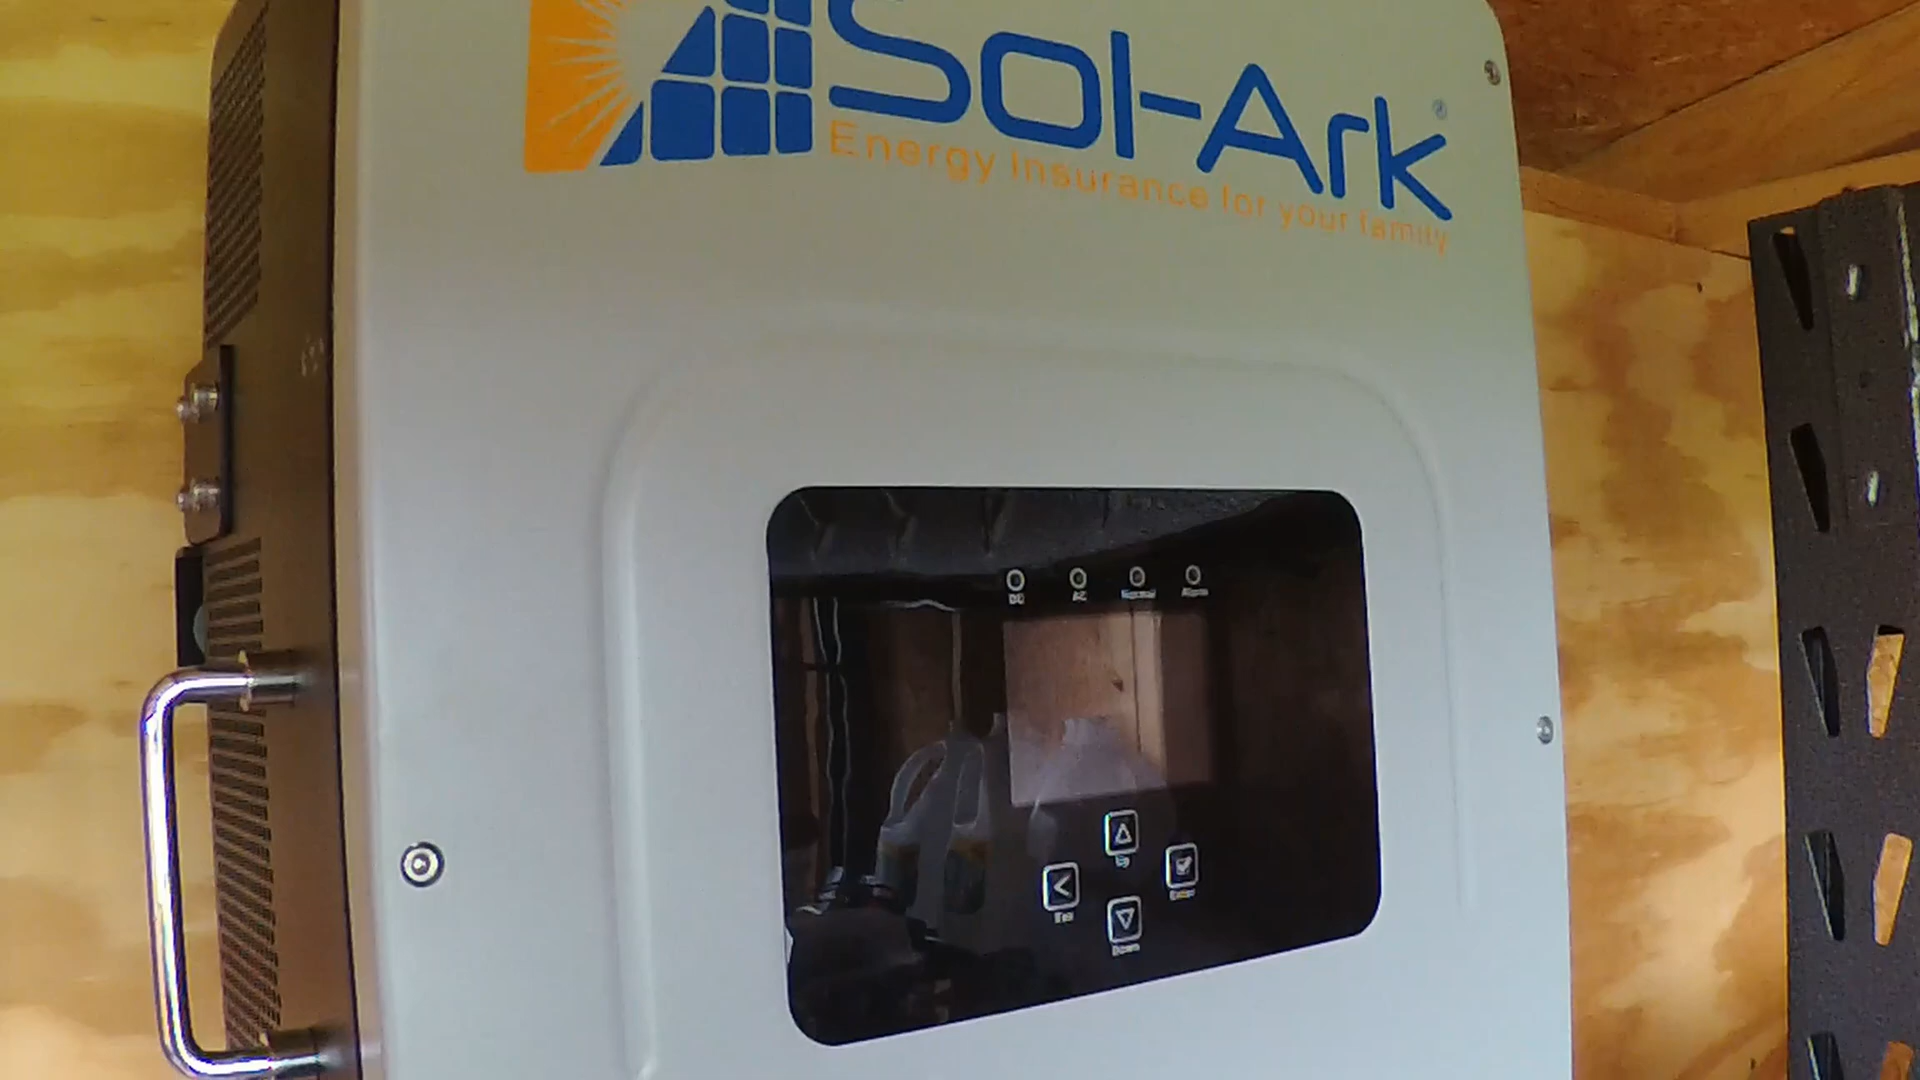 Sol-Ark®
Energy Insurance for your family
DC AC Normal Alarm
Up
Esc Enter
Down